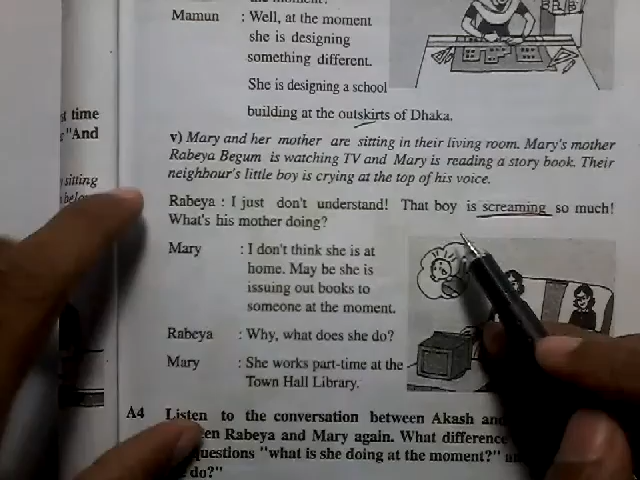 the moment?
Mamun : Well, at the moment
she is designing
something different.
She is designing a school
building at the outskirts of Dhaka.
v) Mary and her mother are sitting in their living room. Mary's mother
Rabeya Begum is watching TV and Mary is reading a story book. Their
neighbour's little boy is crying at the top of his voice.
Rabeya : I just don't understand! That boy is screaming so much!
What's his mother doing?
Mary : I don't think she is at
home. May be she is
issuing out books to
someone at the moment.
Rabeya : Why, what does she do?
Mary : She works part-time at the
Town Hall Library.
A4 Listen to the conversation between Akash and
Rabeya and Mary again. What difference
questions "what is she doing at the moment?"
do?"
time
"And
sitting